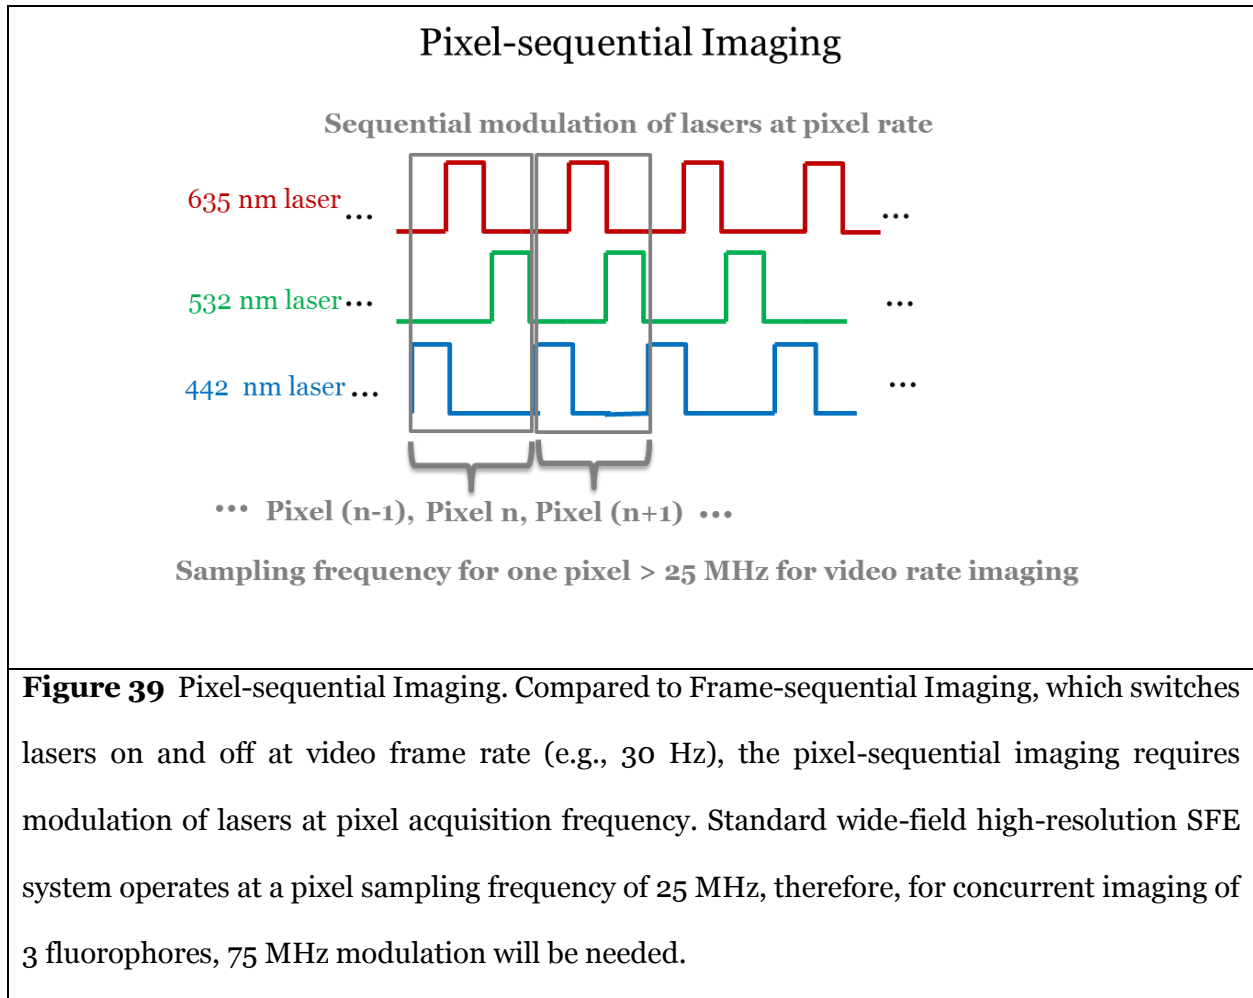 Pixel-sequential Imaging
Sequential modulation of lasers at pixel rate
635 nm laser ... ...
532 nm laser ... ...
442 nm laser ... ...
... Pixel (n-1), Pixel n, Pixel (n+1) ...
Sampling frequency for one pixel > 25 MHz for video rate imaging
Figure 39 Pixel-sequential Imaging. Compared to Frame-sequential Imaging, which switches
lasers on and off at video frame rate (e.g., 30 Hz), the pixel-sequential imaging requires
modulation of lasers at pixel acquisition frequency. Standard wide-field high-resolution SFE
system operates at a pixel sampling frequency of 25 MHz, therefore, for concurrent imaging of
3 fluorophores, 75 MHz modulation will be needed.